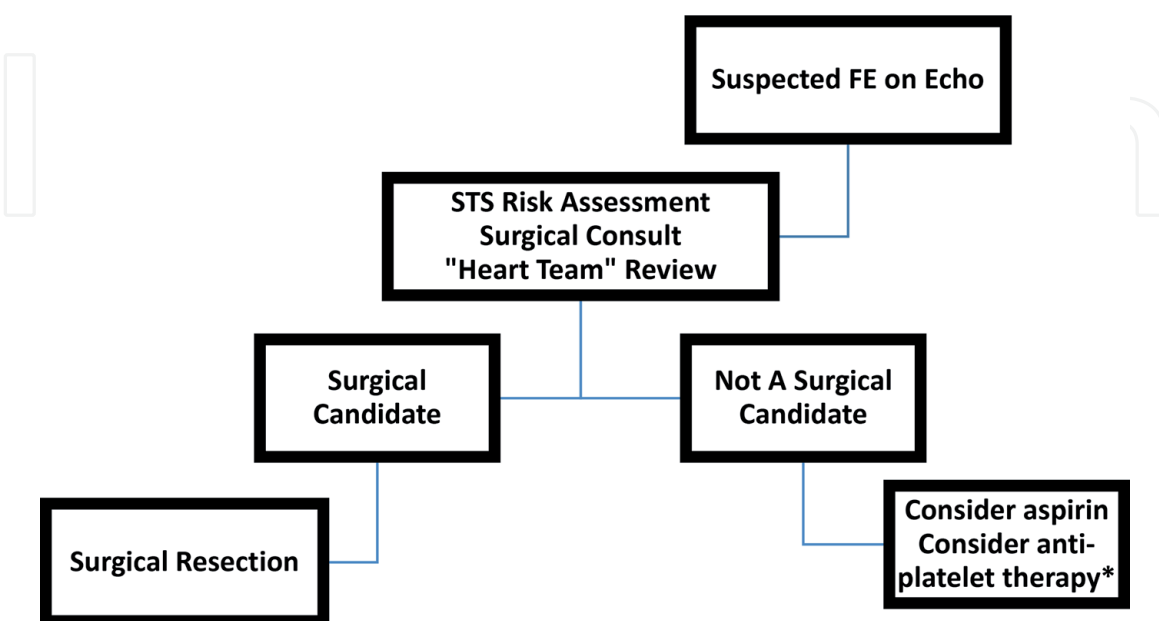 Suspected FE on Echo
STS Risk Assessment
Surgical Consult
"Heart Team" Review
Surgical
Candidate
Not A Surgical
Candidate
Surgical Resection
Consider aspirin
Consider anti-
platelet therapy*